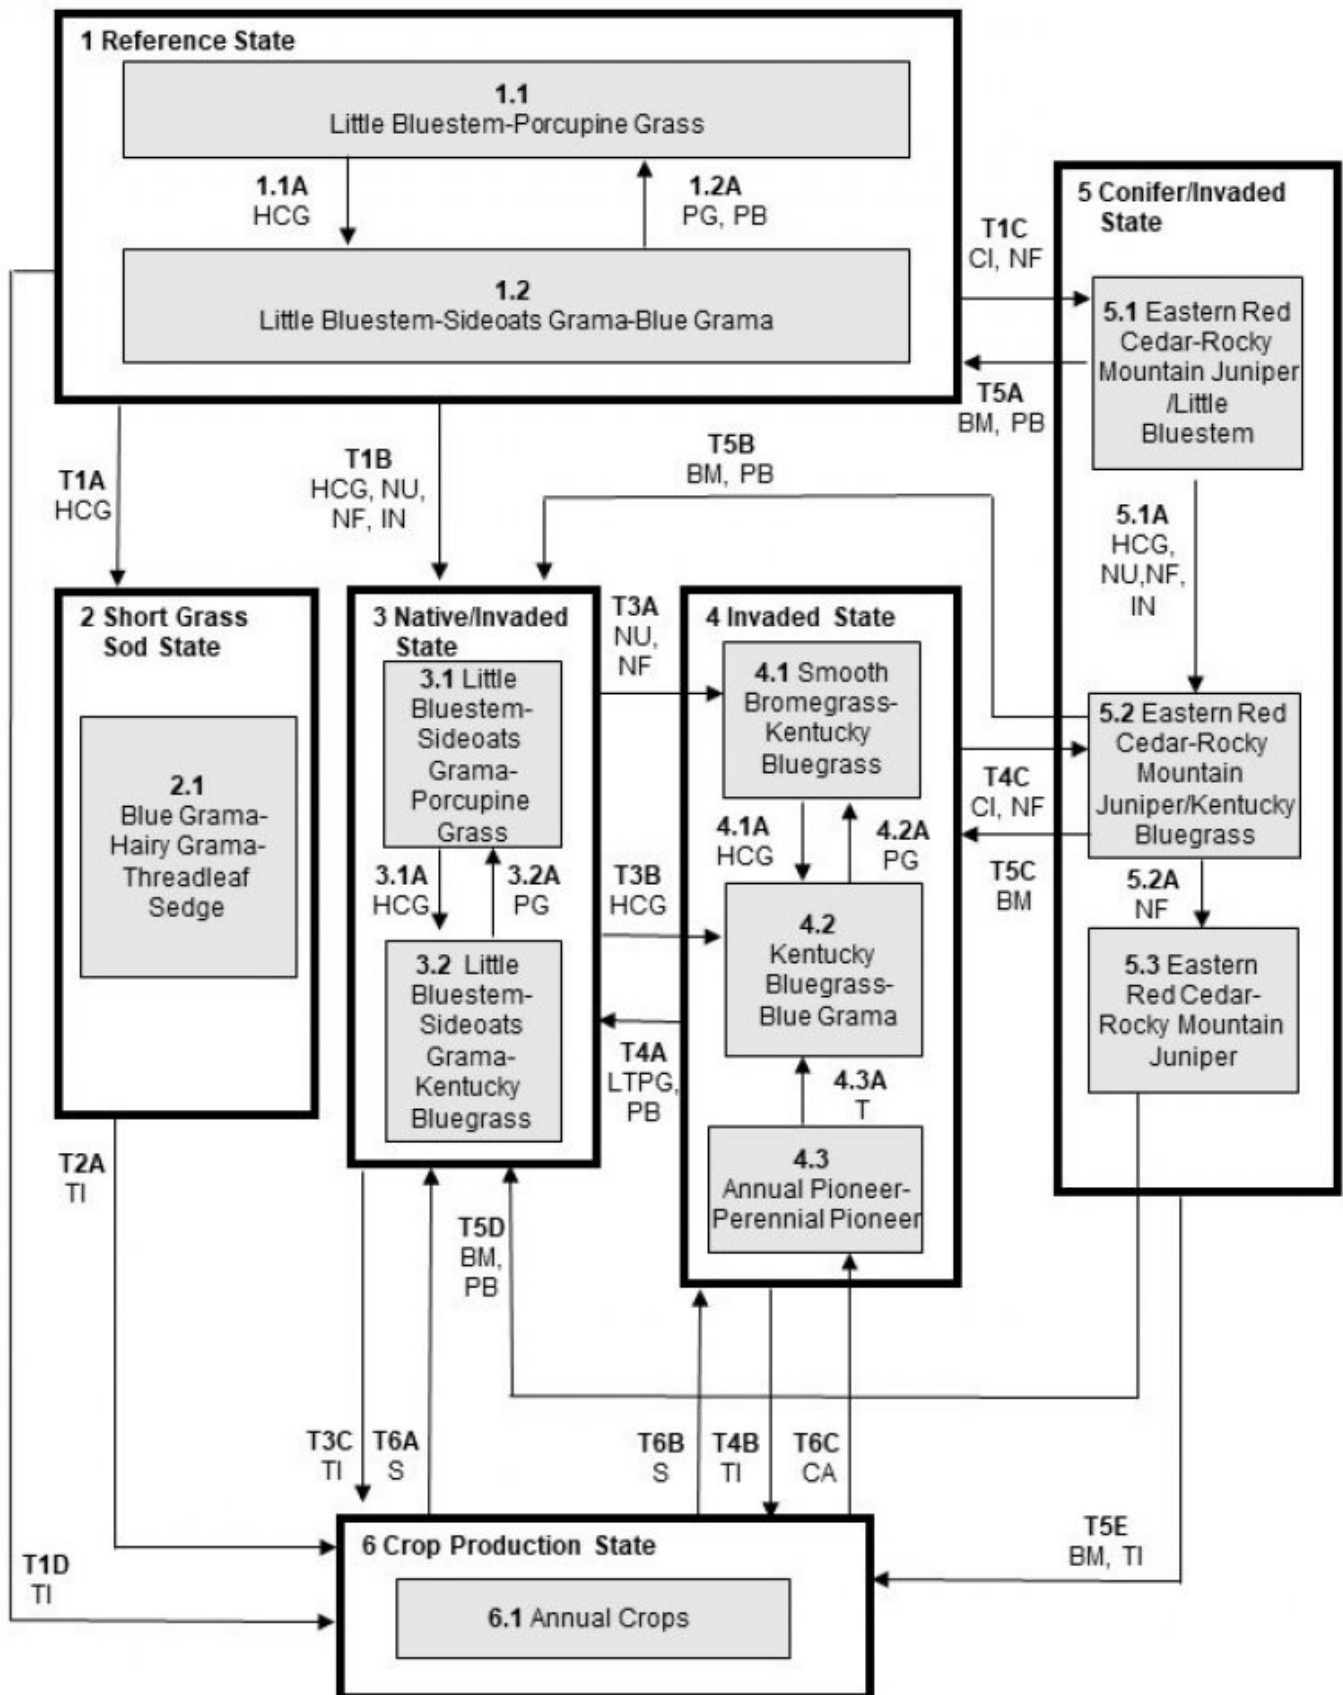 1 Reference State
1.1
Little Bluestem-Porcupine Grass
1.1A
HCG
1.2A
PG, PB
1.2
Little Bluestem-Sideoats Grama-Blue Grama
T1C
CI, NF
T5A
BM, PB
5 Conifer/Invaded
State
5.1 Eastern Red
Cedar-Rocky
Mountain Juniper
/Little
Bluestem
5.1A
HCG,
NU,NF,
IN
5.2 Eastern Red
Cedar-Rocky
Mountain
Juniper/Kentucky
Bluegrass
5.2A
NF
5.3 Eastern
Red Cedar-
Rocky Mountain
Juniper
T1A
HCG
T1B
HCG, NU,
NF, IN
T5B
BM, PB
2 Short Grass
Sod State
2.1
Blue Grama-
Hairy Grama-
Threadleaf
Sedge
3 Native/Invaded
State
3.1 Little
Bluestem-
Sideoats
Grama-
Porcupine
Grass
3.1A
HCG
3.2A
PG
3.2 Little
Bluestem-
Sideoats
Grama-
Kentucky
Bluegrass
T3A
NU,
NF
T3B
HCG
T4A
LTPG,
PB
4 Invaded State
4.1 Smooth
Bromegrass-
Kentucky
Bluegrass
4.1A
HCG
4.2A
PG
4.2
Kentucky
Bluegrass-
Blue Grama
4.3A
T
4.3
Annual Pioneer-
Perennial Pioneer
T4C
CI, NF
T5C
BM
T2A
TI
T5D
BM,
PB
T3C
TI
T6A
S
T6B
S
T4B
TI
T6C
CA
T5E
BM, TI
T1D
TI
6 Crop Production State
6.1 Annual Crops